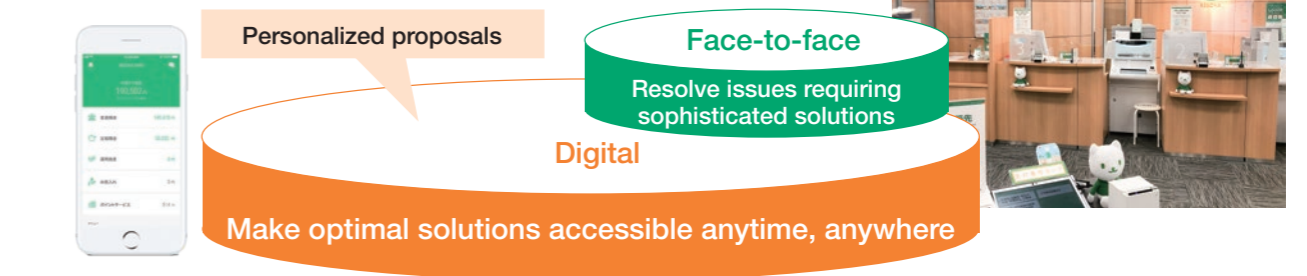 Personalized proposals
Face-to-face
Resolve issues requiring
sophisticated solutions
Digital
Make optimal solutions accessible anytime, anywhere